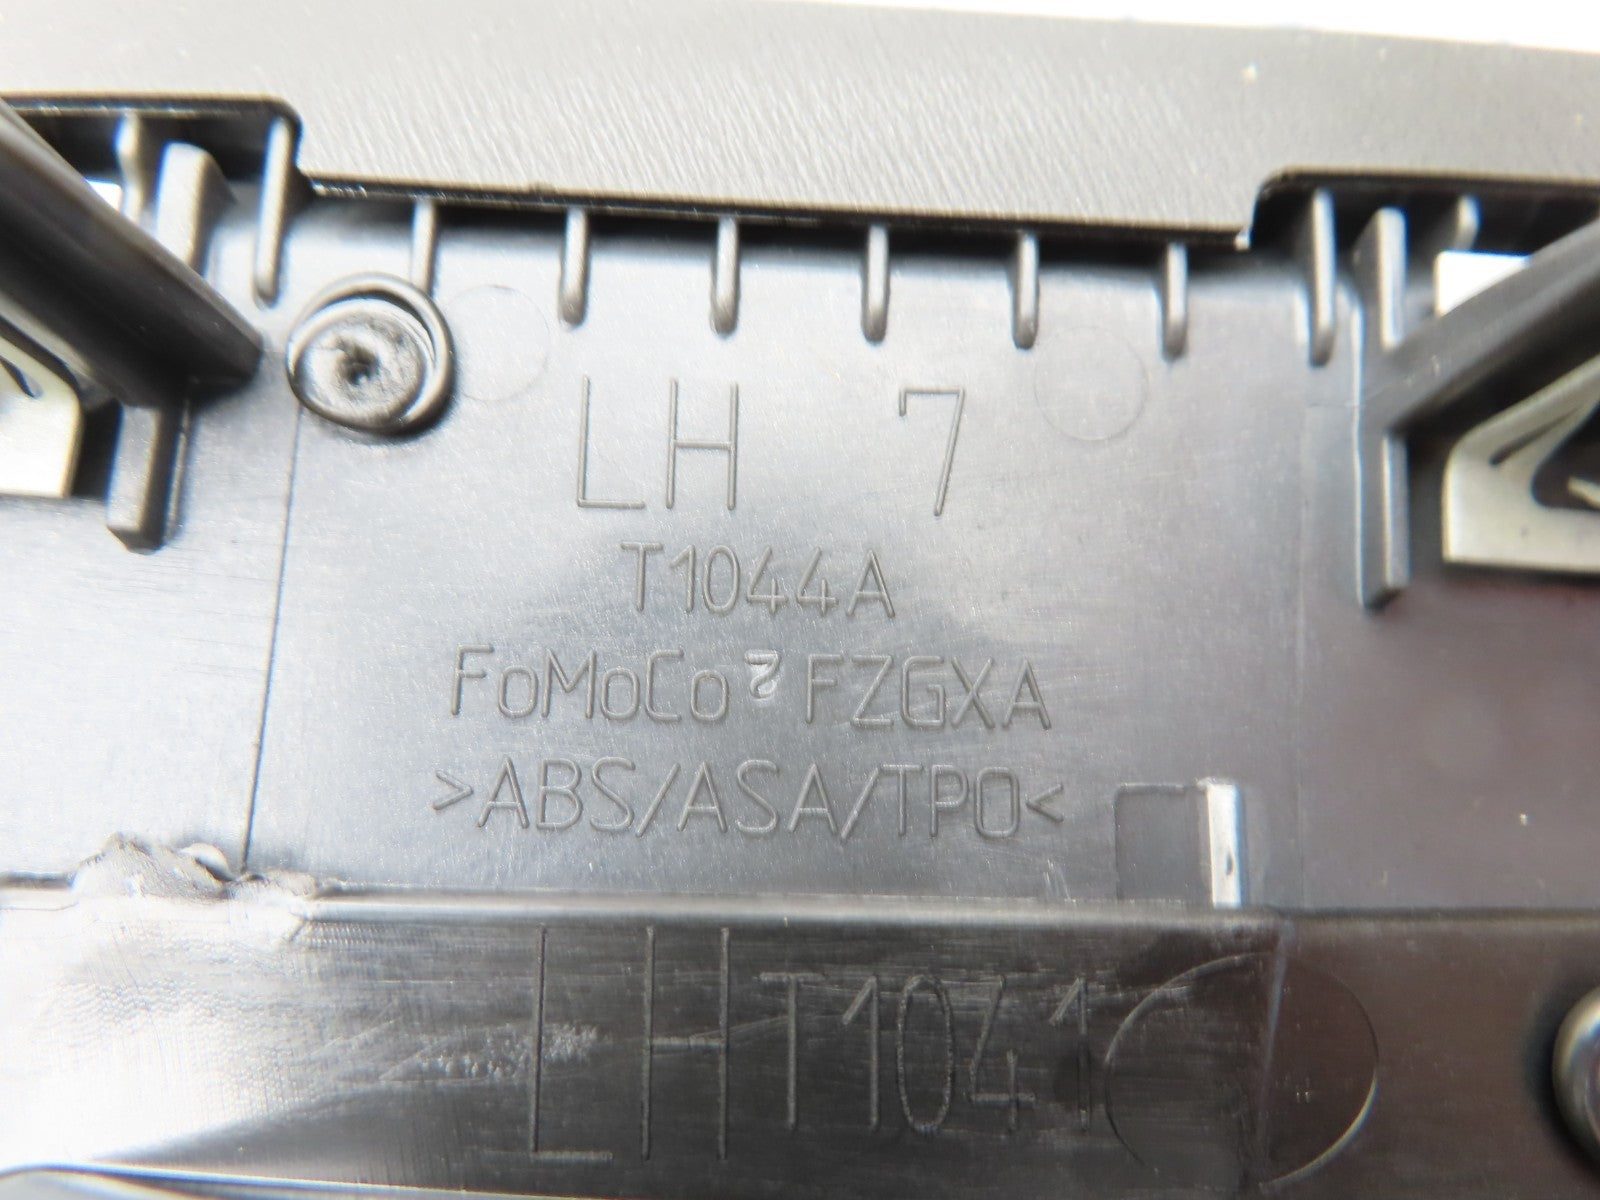 LH 7
T1044A
FoMoCo FZGXA
>ABS/ASA/TPO<
LH T1041